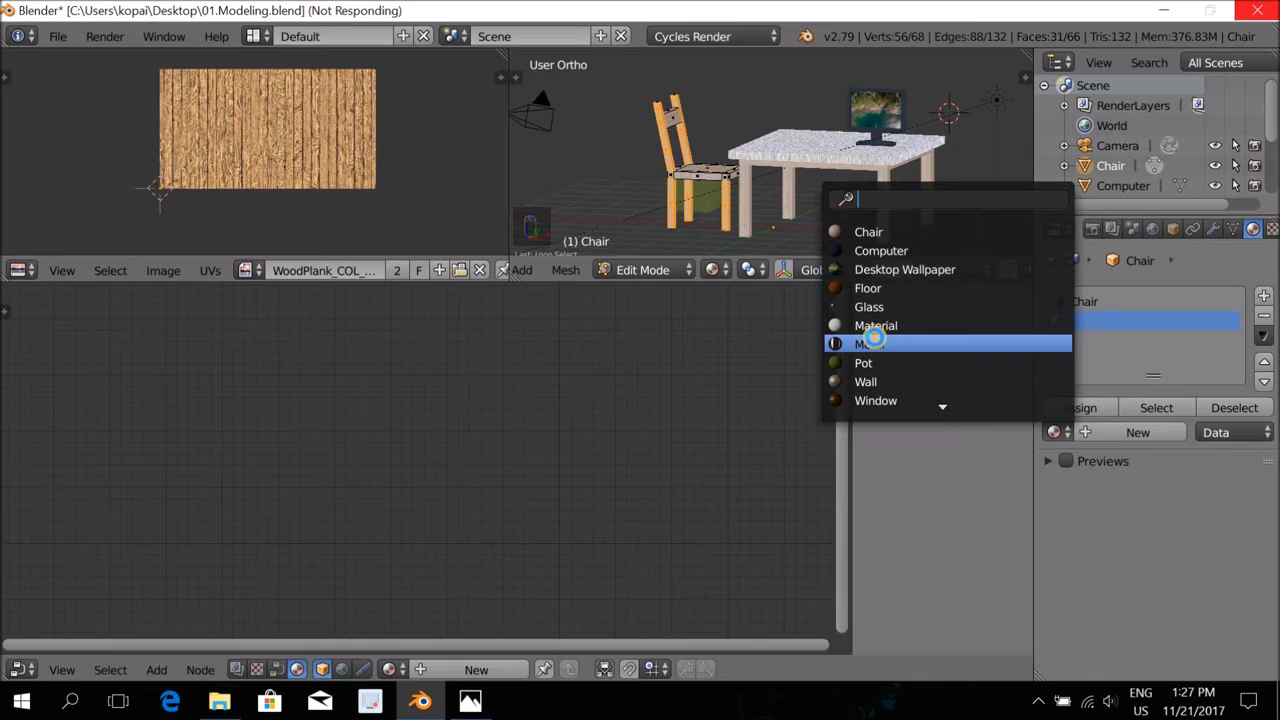 Blender* [C:\Users\kopai\Desktop\01.Modeling.blend] (Not Responding)
File Render Window Help Default Scene Cycles Render v2.79 | Verts:56/68 | Edges:88/132 | Faces:31/66 | Tris:132 | Mem:376.83M | Chair
User Ortho
View Search All Scenes
Scene
RenderLayers
World
Camera
Chair
Computer
(1) Chair
View Select Image UVs WoodPlank_COL_... 2 F Add Mesh Edit Mode
Chair
Chair
Computer
Desktop Wallpaper
Floor
Glass
Material
Pot
Wall
Window
Chair
Select Deselect
New Data
Previews
View Select Add Node New
ENG 1:27 PM
US 11/21/2017